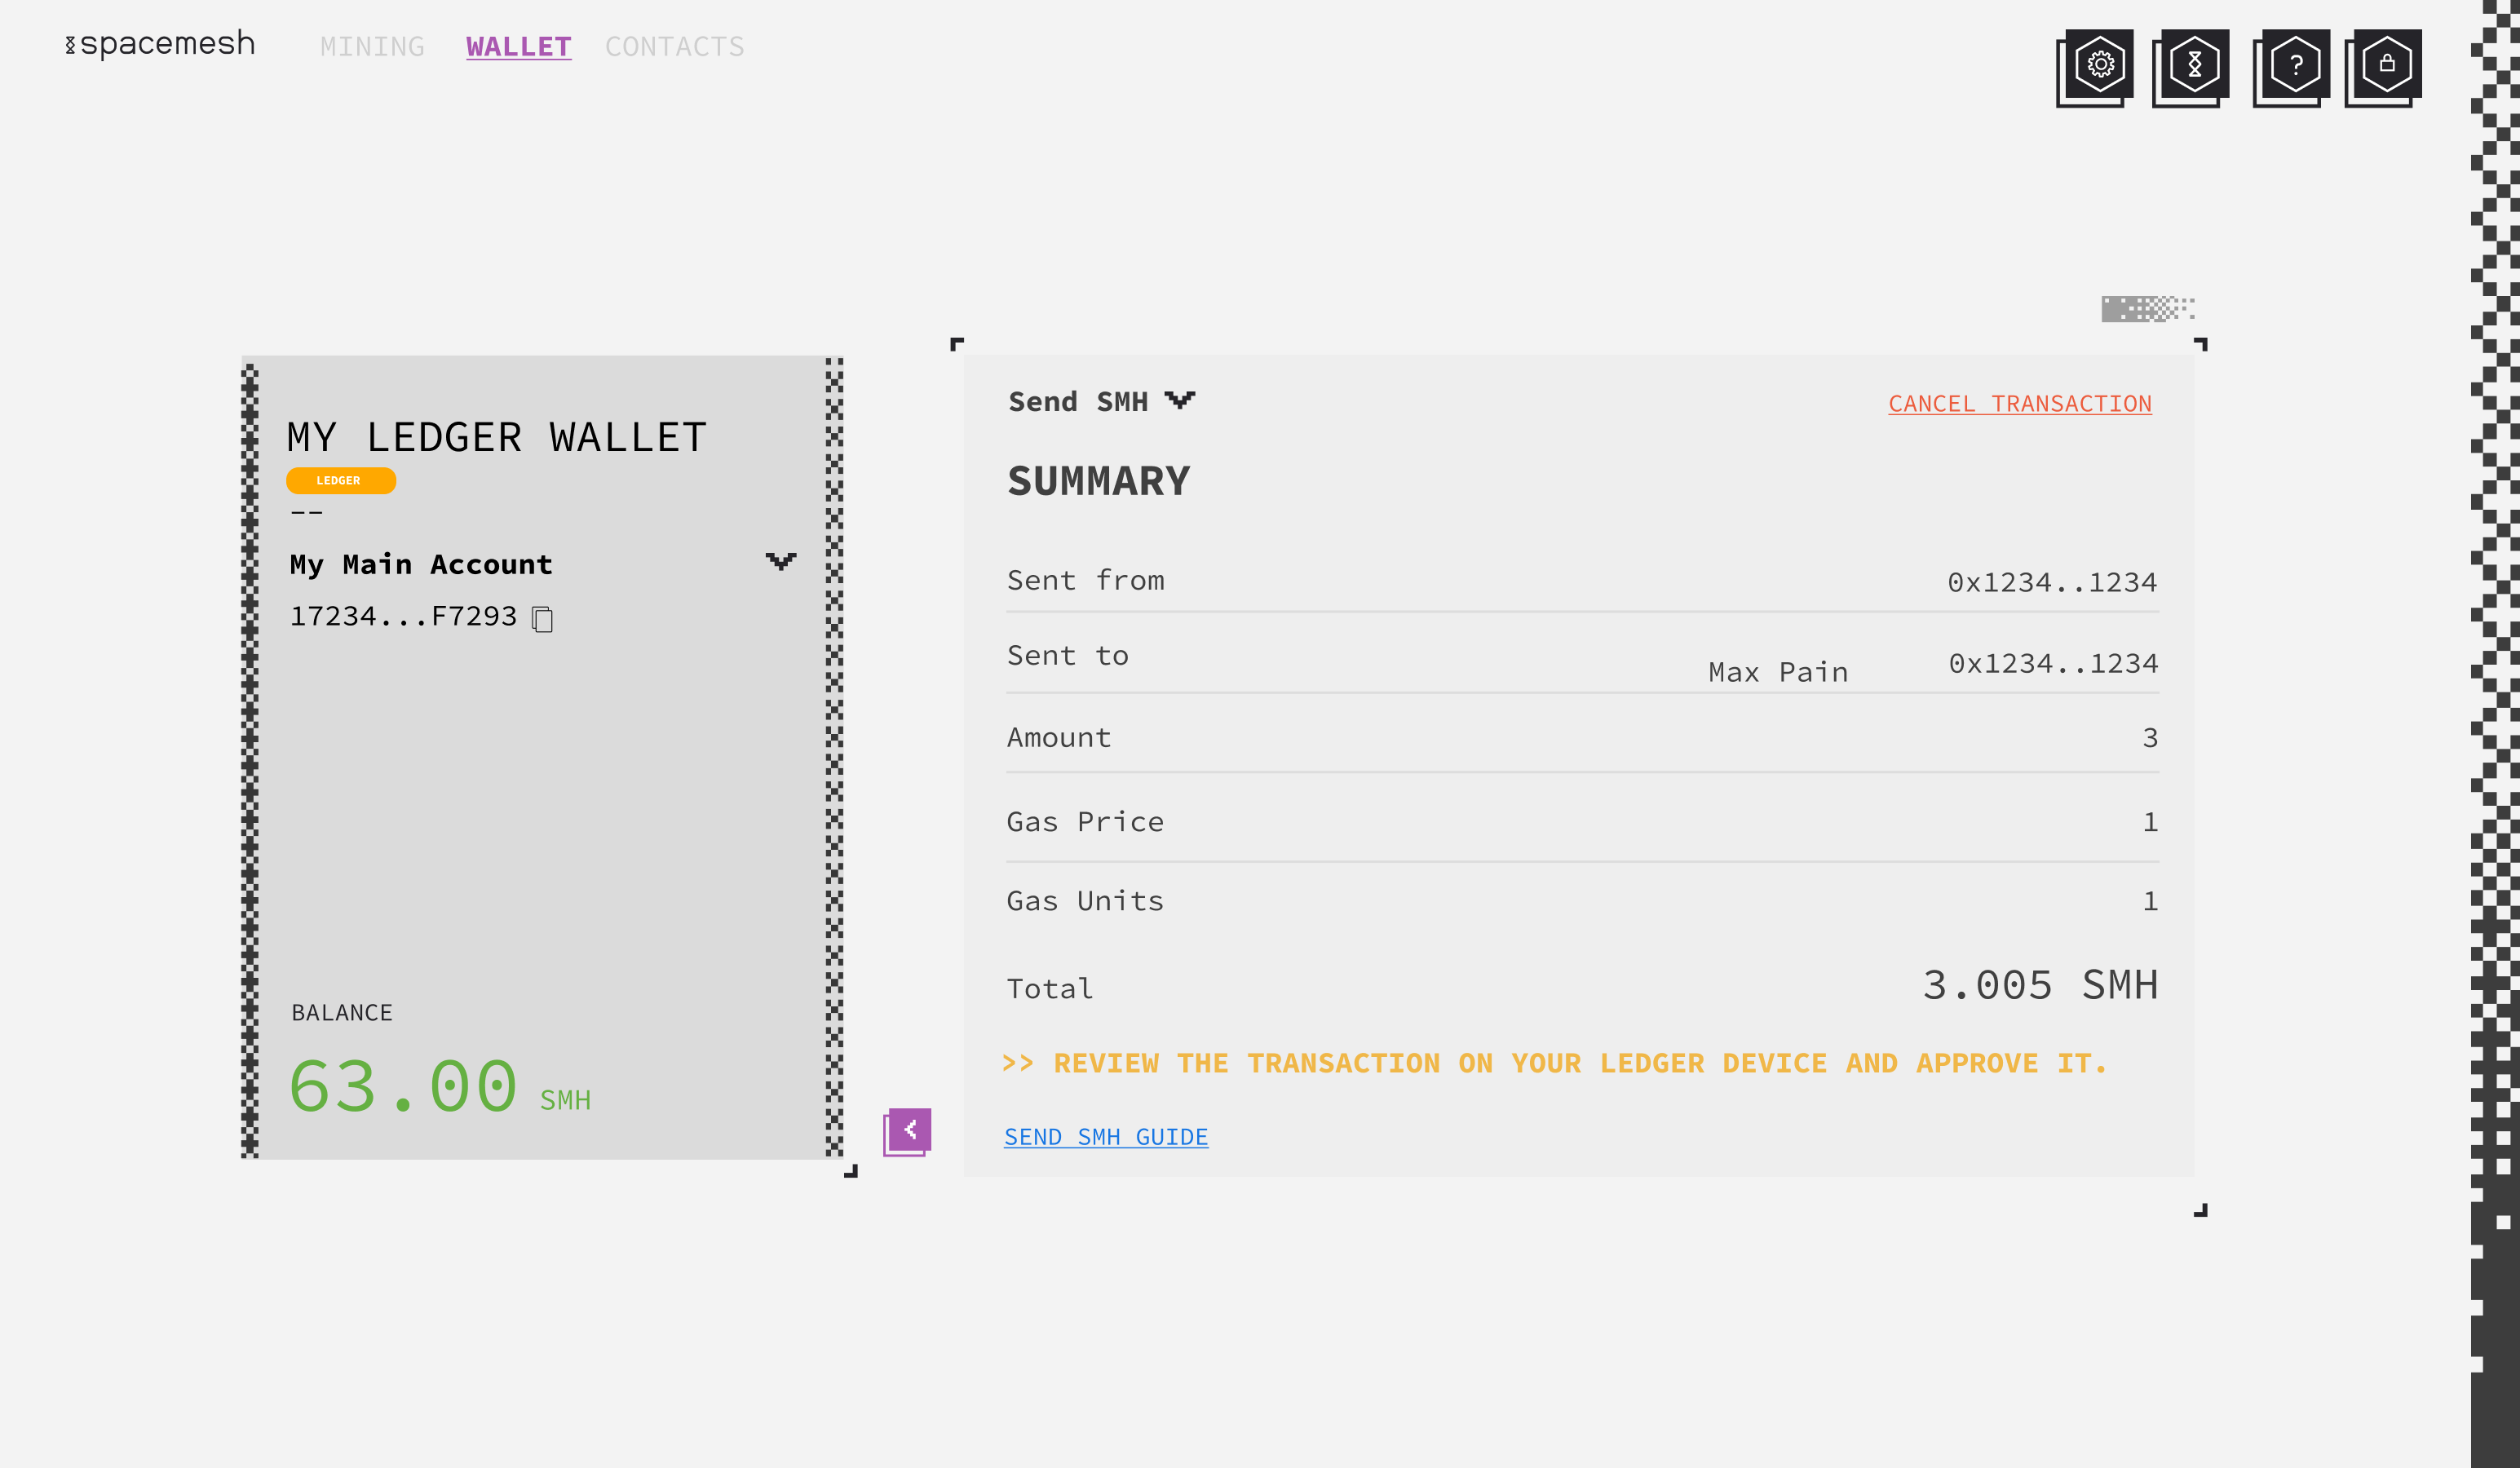 spacemesh
MINING WALLET CONTACTS
?
MY LEDGER WALLET
LEDGER
--
My Main Account
17234...F7293
BALANCE
63.00 SMH
Send SMH
CANCEL TRANSACTION
SUMMARY
Sent from 0x1234..1234
Sent to Max Pain 0x1234..1234
Amount 3
Gas Price 1
Gas Units 1
Total 3.005 SMH
>> REVIEW THE TRANSACTION ON YOUR LEDGER DEVICE AND APPROVE IT.
SEND SMH GUIDE